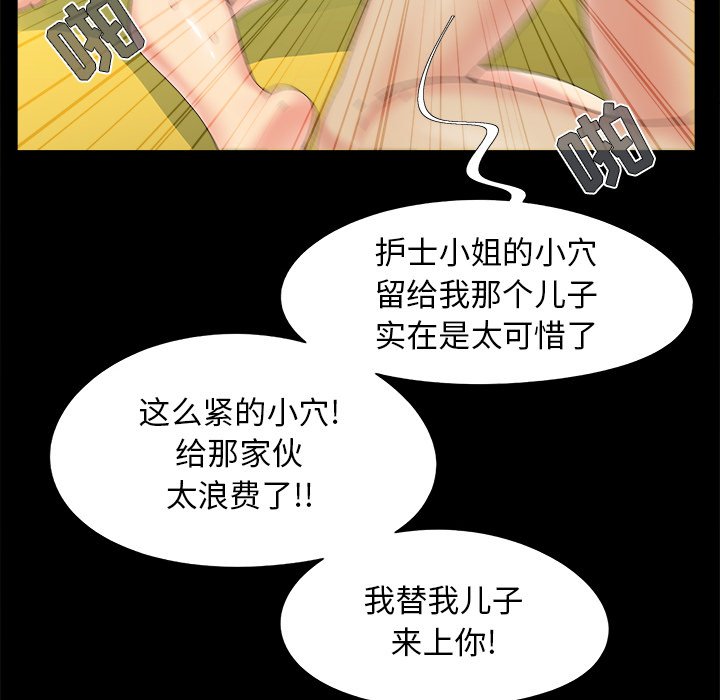 啪
啪
护士小姐的小穴
留给我那个儿子
实在是太可惜了
这么紧的小穴!
给那家伙
太浪费了!!
我替我儿子
来上你!